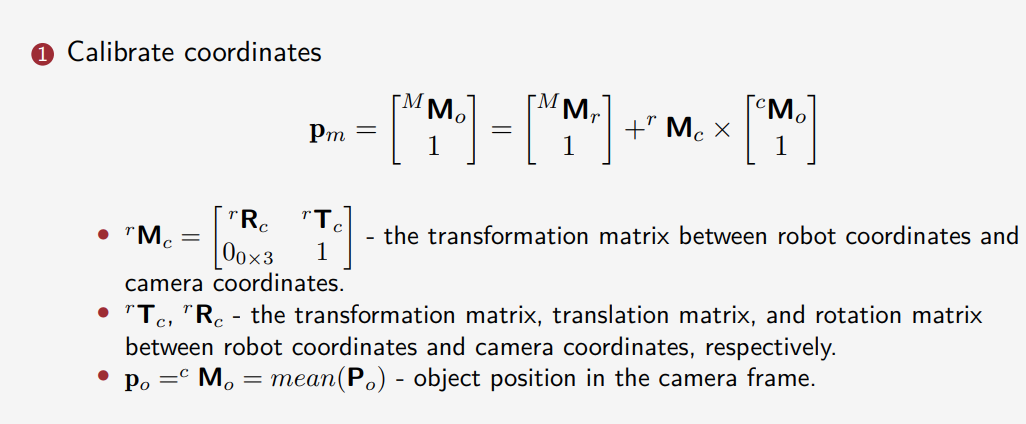 1 Calibrate coordinates
$\mathbf{p}_m = \begin{bmatrix} {}^M\mathbf{M}_o \\ 1 \end{bmatrix} = \begin{bmatrix} {}^M\mathbf{M}_r \\ 1 \end{bmatrix} +^r \mathbf{M}_c \times \begin{bmatrix} {}^c\mathbf{M}_o \\ 1 \end{bmatrix}$
• ${}^r\mathbf{M}_c = \begin{bmatrix} {}^r\mathbf{R}_c & {}^r\mathbf{T}_c \\ 0_{0\times3} & 1 \end{bmatrix}$ - the transformation matrix between robot coordinates and
camera coordinates.
• ${}^r\mathbf{T}_c$, ${}^r\mathbf{R}_c$ - the transformation matrix, translation matrix, and rotation matrix
between robot coordinates and camera coordinates, respectively.
• $\mathbf{p}_o =^c \mathbf{M}_o = mean(\mathbf{P}_o)$ - object position in the camera frame.